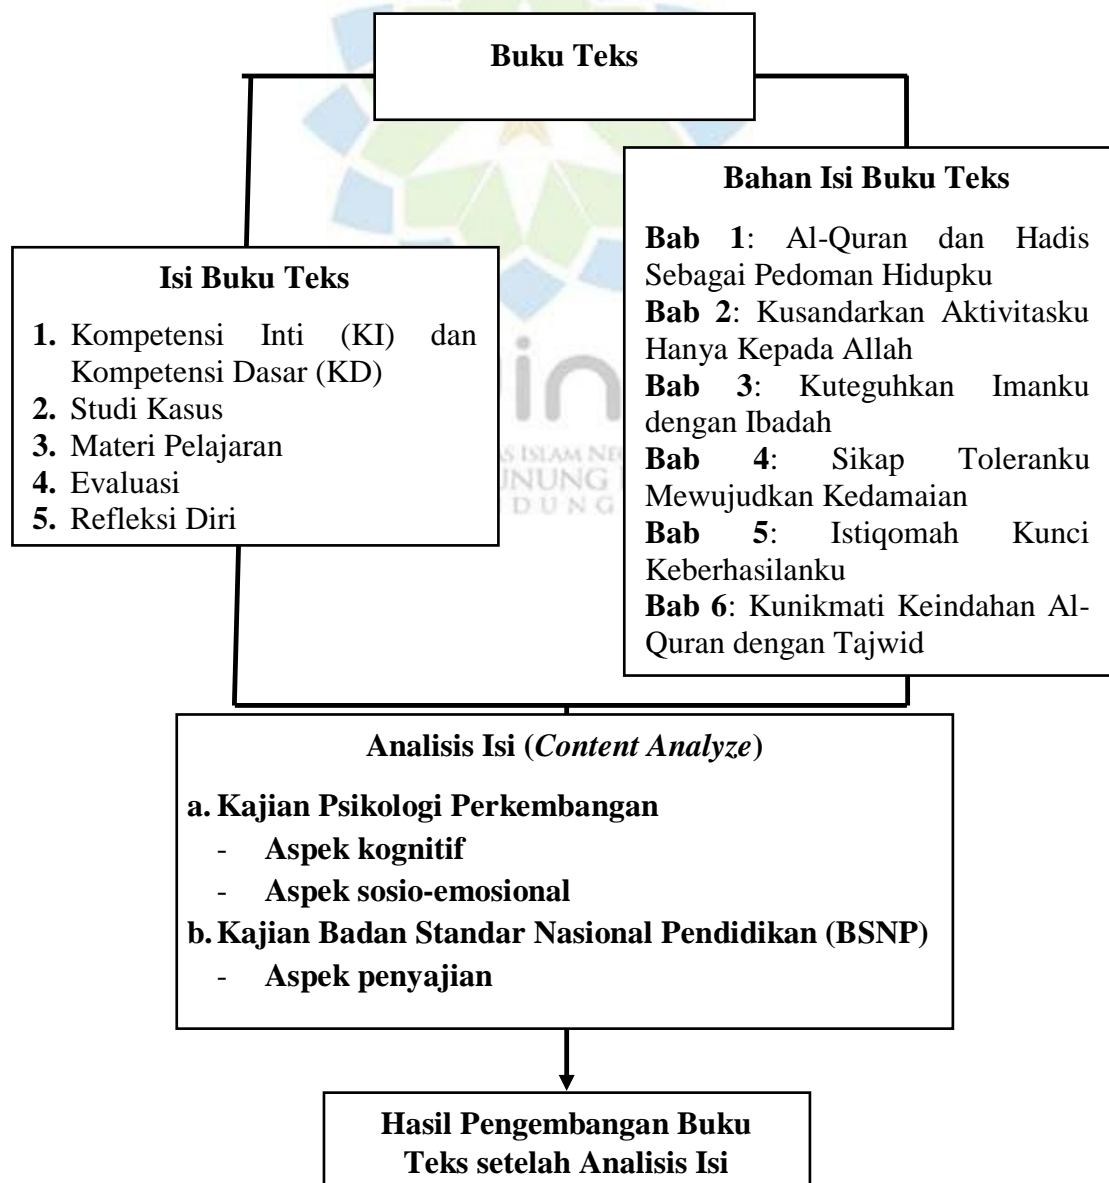 Buku Teks
Isi Buku Teks
1. Kompetensi Inti (KI) dan
Kompetensi Dasar (KD)
2. Studi Kasus
3. Materi Pelajaran
4. Evaluasi
5. Refleksi Diri
Bahan Isi Buku Teks
Bab 1: Al-Quran dan Hadis
Sebagai Pedoman Hidupku
Bab 2: Kusandarkan Aktivitasku
Hanya Kepada Allah
Bab 3: Kuteguhkan Imanku
dengan Ibadah
Bab 4: Sikap Toleranku
Mewujudkan Kedamaian
Bab 5: Istiqomah Kunci
Keberhasilanku
Bab 6: Kunikmati Keindahan Al-
Quran dengan Tajwid
in
ISLAM
UNUNG
DUNG
Analisis Isi (Content Analyze)
a. Kajian Psikologi Perkembangan
- Aspek kognitif
- Aspek sosio-emosional
b. Kajian Badan Standar Nasional Pendidikan (BSNP)
- Aspek penyajian
Hasil Pengembangan Buku
Teks setelah Analisis Isi